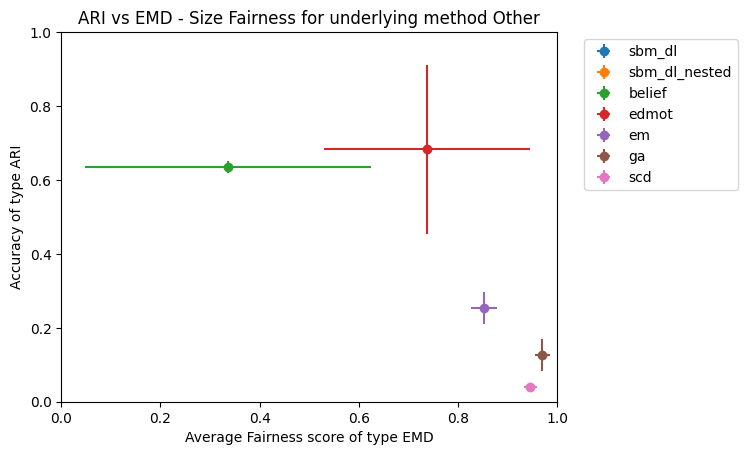 ARI vs EMD - Size Fairness for underlying method Other
1.0
0.8
0.6
0.4
0.2
0.0
Accuracy of type ARI
0.0 0.2 0.4 0.6 0.8 1.0
Average Fairness score of type EMD
sbm_dl
sbm_dl_nested
belief
edmot
em
ga
scd